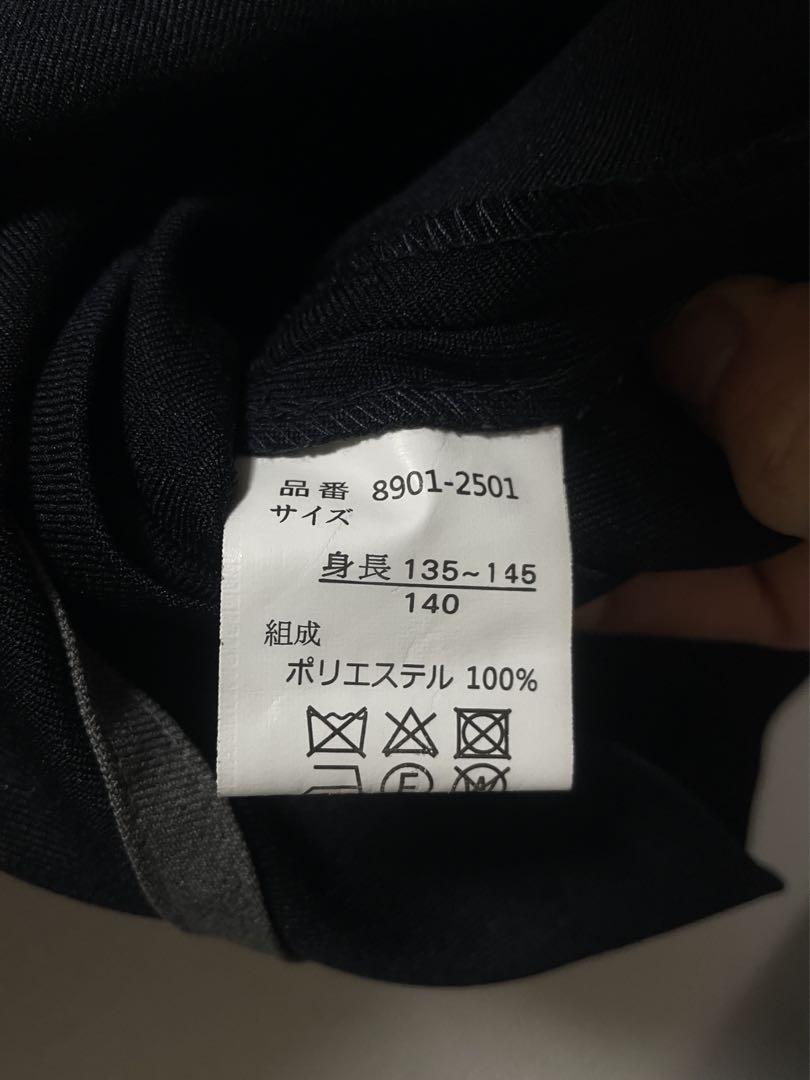 品番 8901-2501
サイズ
身長 135~145
140
組成
ポリエステル 100%